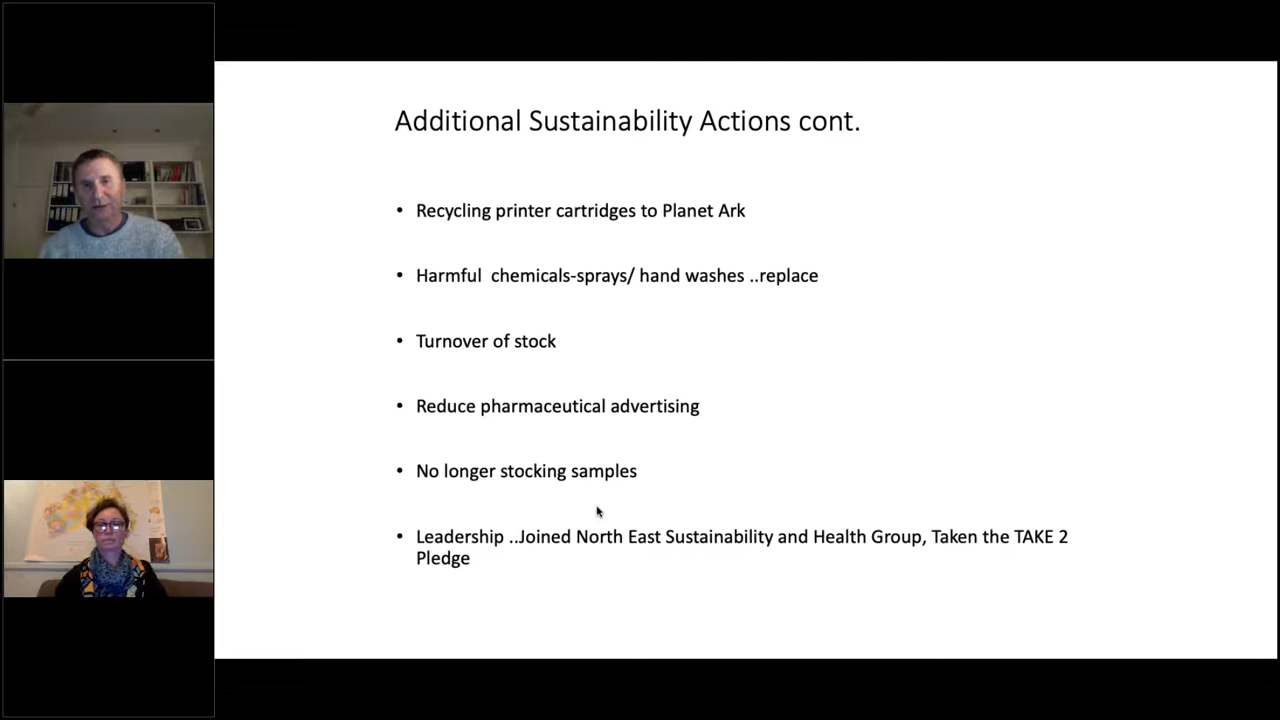 Additional Sustainability Actions cont.
• Recycling printer cartridges to Planet Ark
• Harmful  chemicals-sprays/ hand washes ..replace
• Turnover of stock
• Reduce pharmaceutical advertising
• No longer stocking samples
• Leadership ..Joined North East Sustainability and Health Group, Taken the TAKE 2
Pledge